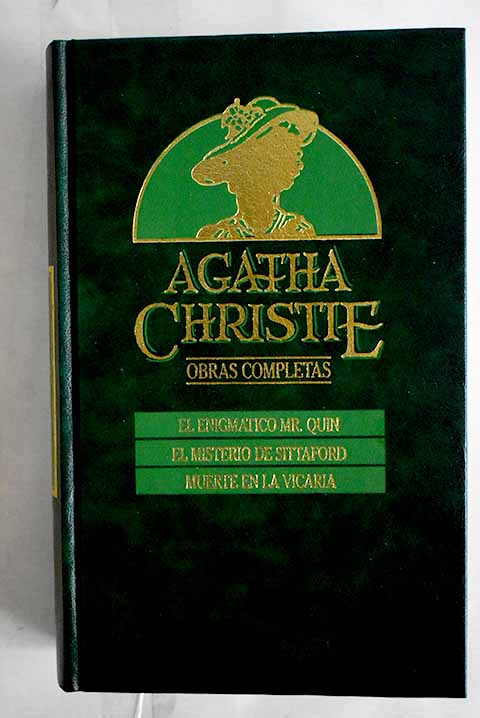 AGATHA
CHRISTIE
OBRAS COMPLETAS
EL ENIGMATICO MR. QUIN
EL MISTERIO DE SITTAFORD
MUERTE EN LA VICARIA